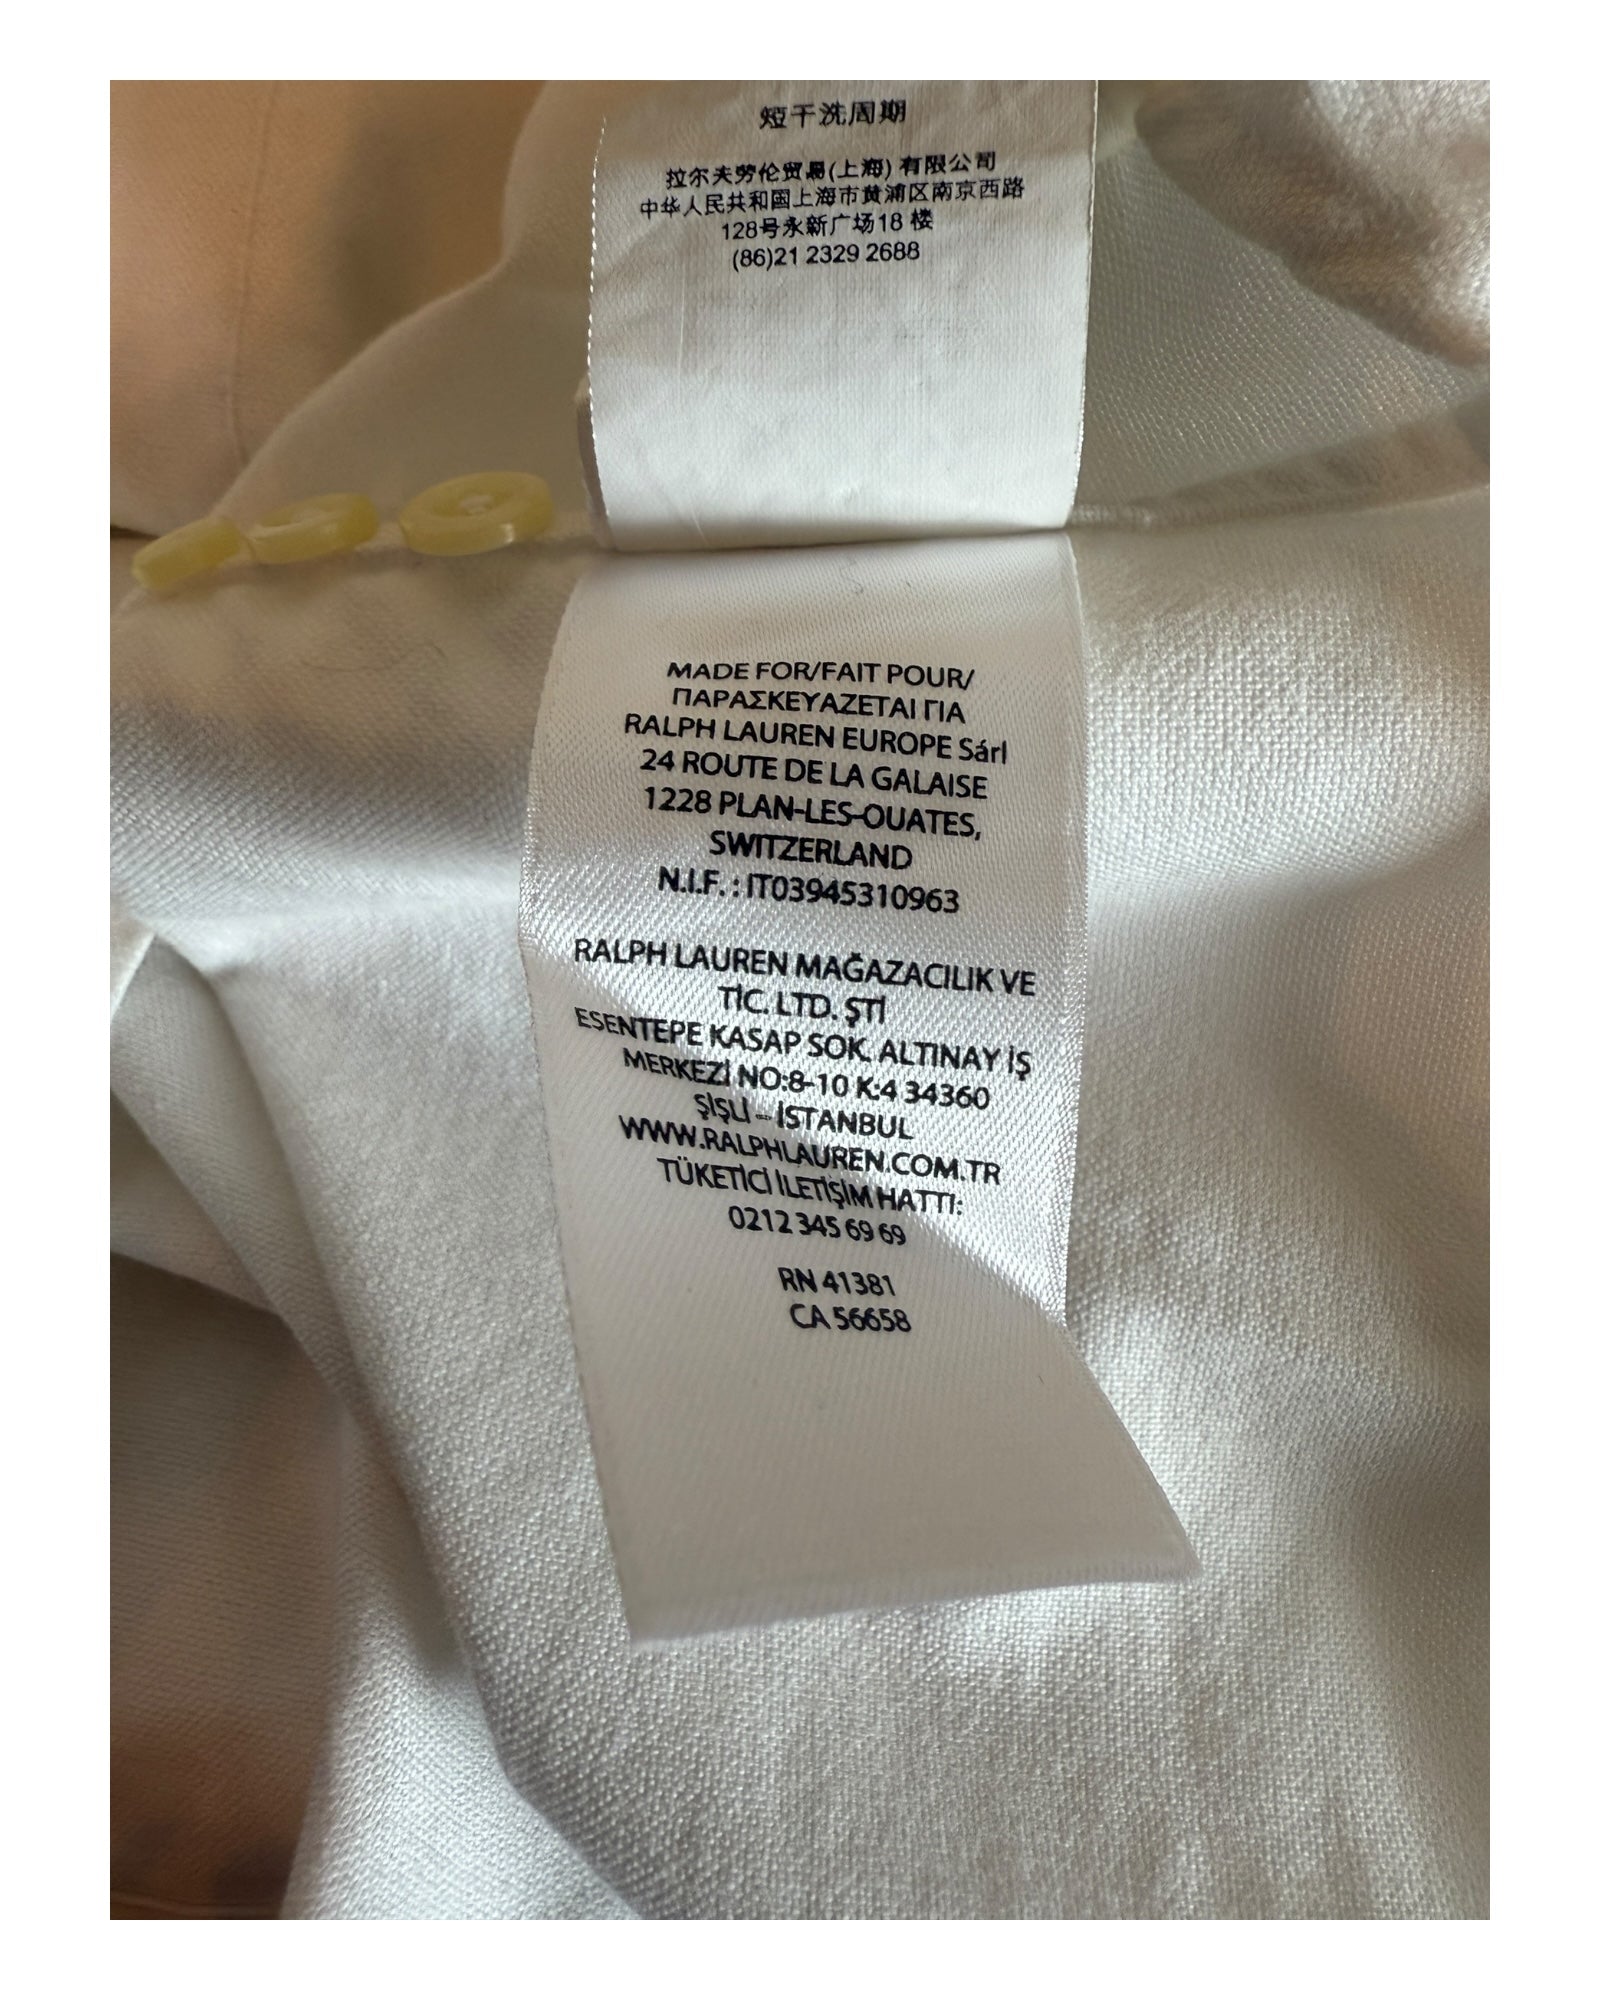 短干洗周期
拉尔夫劳伦贸易(上海) 有限公司
中华人民共和国上海市黄浦区南京西路
128号永新广场18 楼
(86)21 2329 2688
MADE FOR/FAIT POUR/
ΠΑΡΑΣΚΕΥΑΖΕΤΑΙ ΓΙΑ
RALPH LAUREN EUROPE Sárl
24 ROUTE DE LA GALAISE
1228 PLAN-LES-OUATES,
SWITZERLAND
N.I.F. : IT03945310963
RALPH LAUREN MAĞAZACILIK VE
TİC. LTD. ŞTİ
ESENTEPE KASAP SOK. ALTINAY İŞ
MERKEZİ NO:8-10 K:4 34360
ŞİŞLİ – İSTANBUL
WWW.RALPHLAUREN.COM.TR
TÜKETİCİ İLETİŞİM HATTI:
0212 345 69 69
RN 41381
CA 56658